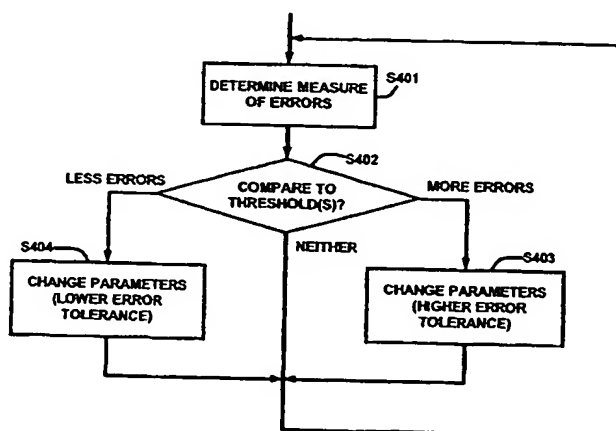 DETERMINE MEASURE
OF ERRORS
S401
S402
LESS ERRORS
COMPARE TO
THRESHOLD(S)?
MORE ERRORS
NEITHER
S404
CHANGE PARAMETERS
(LOWER ERROR
TOLERANCE)
S403
CHANGE PARAMETERS
(HIGHER ERROR
TOLERANCE)